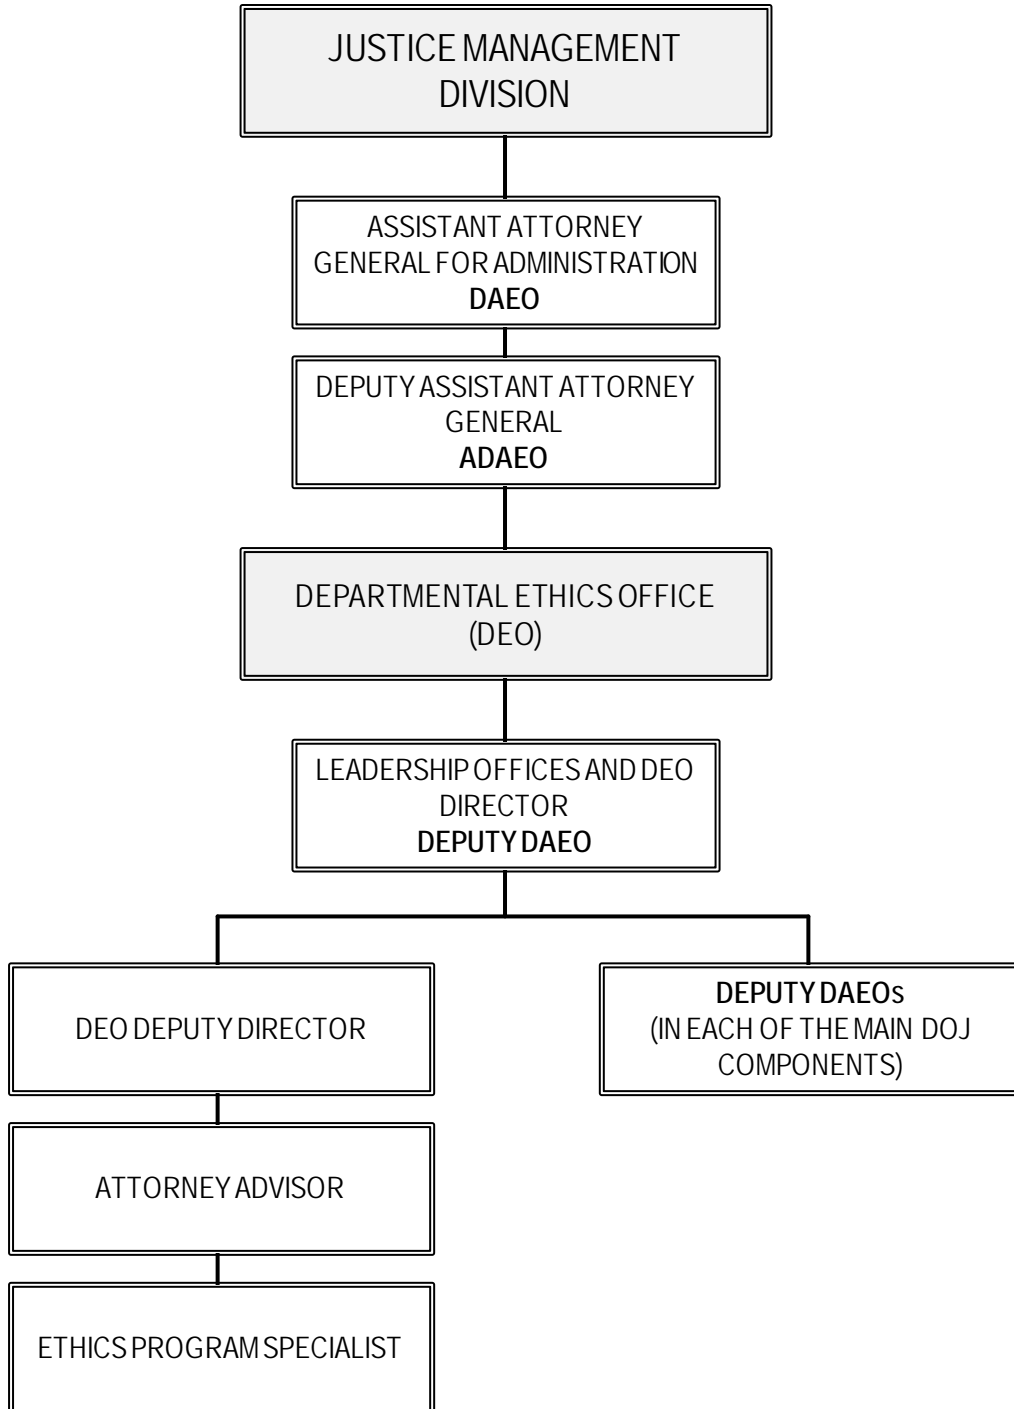 JUSTICE MANAGEMENT
DIVISION
ASSISTANT ATTORNEY
GENERAL FOR ADMINISTRATION
DAEO
DEPUTY ASSISTANT ATTORNEY
GENERAL
ADAEO
DEPARTMENTAL ETHICS OFFICE
(DEO)
LEADERSHIP OFFICES AND DEO
DIRECTOR
DEPUTY DAEO
DEO DEPUTY DIRECTOR
DEPUTY DAEOs
(IN EACH OF THE MAIN DOJ
COMPONENTS)
ATTORNEY ADVISOR
ETHICS PROGRAM SPECIALIST